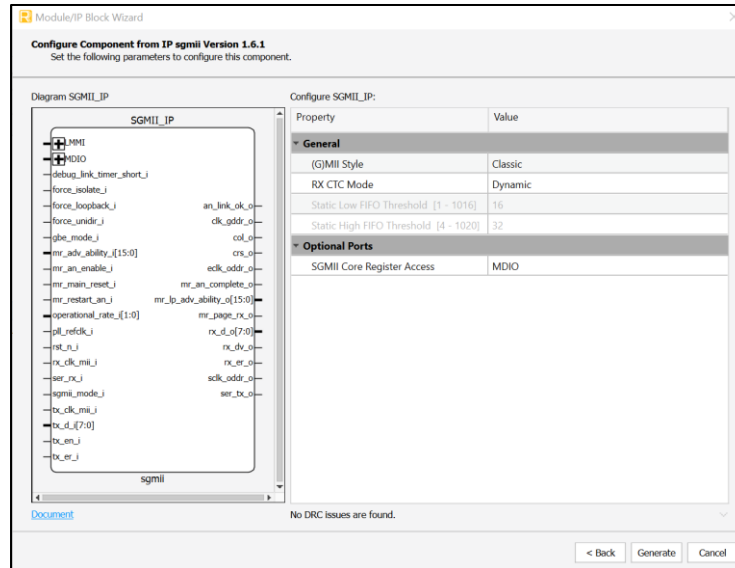 Module/IP Block Wizard
Configure Component from IP sgmii Version 1.6.1
Set the following parameters to configure this component.
Diagram SGMII_IP
SGMII_IP
LMMI
MDIO
debug_link_timer_short_i
force_isolate_i
force_loopback_i
an_link_ok_o
force_unidir_i
clk_gddr_o
gbe_mode_i
col_o
mr_adv_ability_i[15:0]
crs_o
mr_an_enable_i
eclk_oddr_o
mr_main_reset_i
mr_an_complete_o
mr_restart_an_i
mr_lp_adv_ability_o[15:0]
operational_rate_i[1:0]
mr_page_rx_o
pll_refclk_i
rx_d_o[7:0]
rst_n_i
rx_dv_o
rx_clk_mii_i
rx_er_o
ser_rx_i
sclk_oddr_o
sgmii_mode_i
ser_tx_o
tx_clk_mii_i
tx_d_i[7:0]
tx_en_i
tx_er_i
sgmii
Document
Configure SGMII_IP:
Property Value
General
(G)MII Style Classic
RX CTC Mode Dynamic
Static Low FIFO Threshold [1 - 1016] 16
Static High FIFO Threshold [4 - 1020] 32
Optional Ports
SGMII Core Register Access MDIO
No DRC issues are found.
< Back Generate Cancel